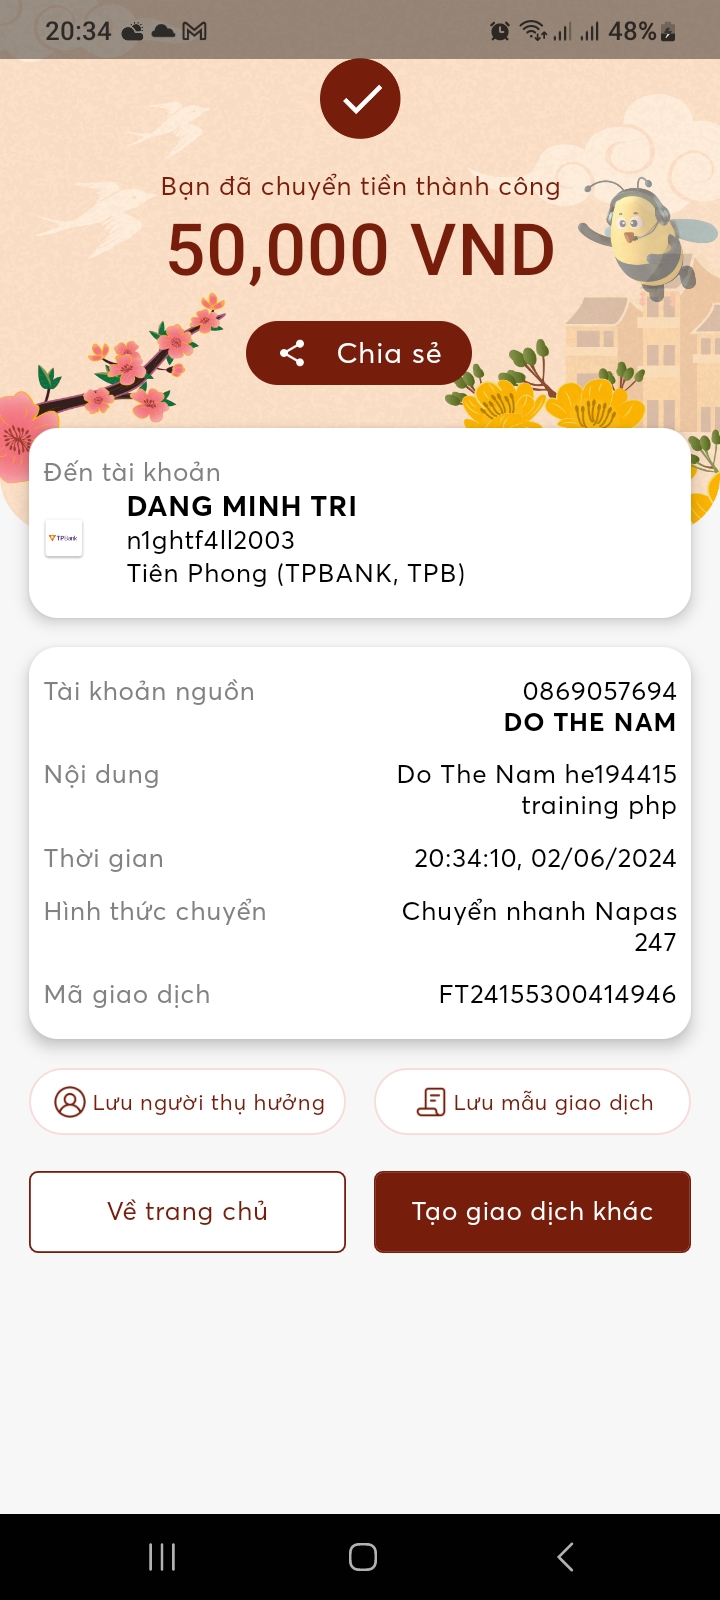 20:34 48%
Bạn đã chuyển tiền thành công
50,000 VND
Chia sẻ
Đến tài khoản
DANG MINH TRI
TPBank
n1ghtf4ll2003
Tiên Phong (TPBANK, TPB)
Tài khoản nguồn 0869057694
DO THE NAM
Nội dung Do The Nam he194415
training php
Thời gian 20:34:10, 02/06/2024
Hình thức chuyển Chuyển nhanh Napas
247
Mã giao dịch FT24155300414946
Lưu người thụ hưởng Lưu mẫu giao dịch
Về trang chủ Tạo giao dịch khác